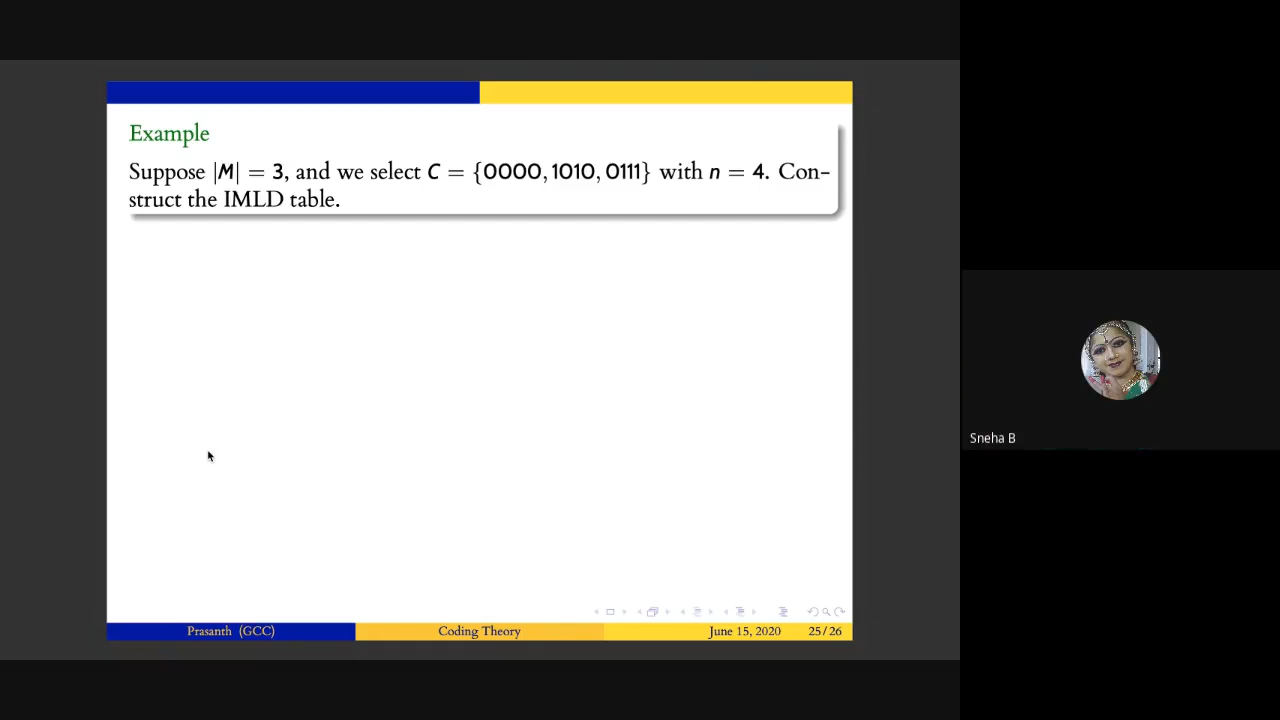 Example
Suppose |M| = 3, and we select C = {0000, 1010, 0111} with n = 4. Con-
struct the IMLD table.
Sneha B
Prasanth (GCC) Coding Theory June 15, 2020 25/26